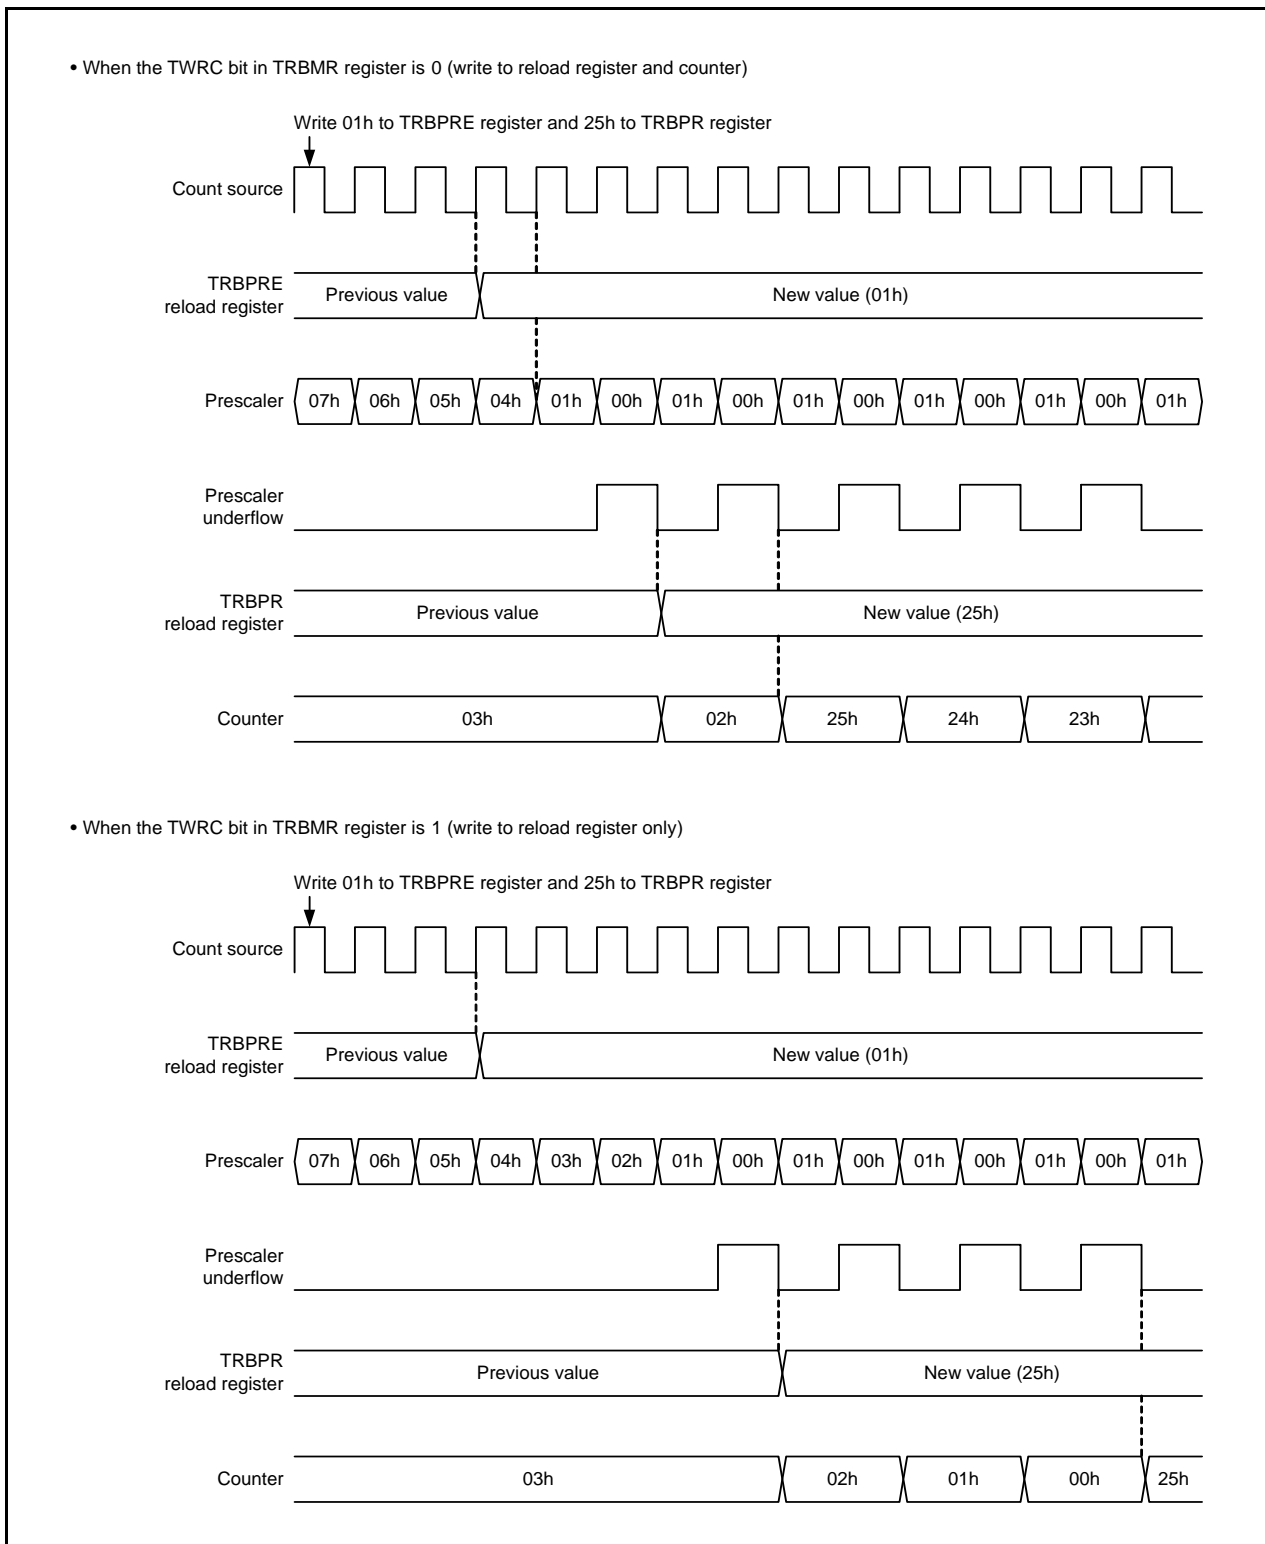 • When the TWRC bit in TRBMR register is 0 (write to reload register and counter)
Write 01h to TRBPRE register and 25h to TRBPR register
Count source
TRBPRE
reload register
Previous value
New value (01h)
Prescaler
07h 06h 05h 04h 01h 00h 01h 00h 01h 00h 01h 00h 01h 00h 01h
Prescaler
underflow
TRBPR
reload register
Previous value
New value (25h)
Counter
03h 02h 25h 24h 23h
• When the TWRC bit in TRBMR register is 1 (write to reload register only)
Write 01h to TRBPRE register and 25h to TRBPR register
Count source
TRBPRE
reload register
Previous value
New value (01h)
Prescaler
07h 06h 05h 04h 03h 02h 01h 00h 01h 00h 01h 00h 01h 00h 01h
Prescaler
underflow
TRBPR
reload register
Previous value
New value (25h)
Counter
03h 02h 01h 00h 25h